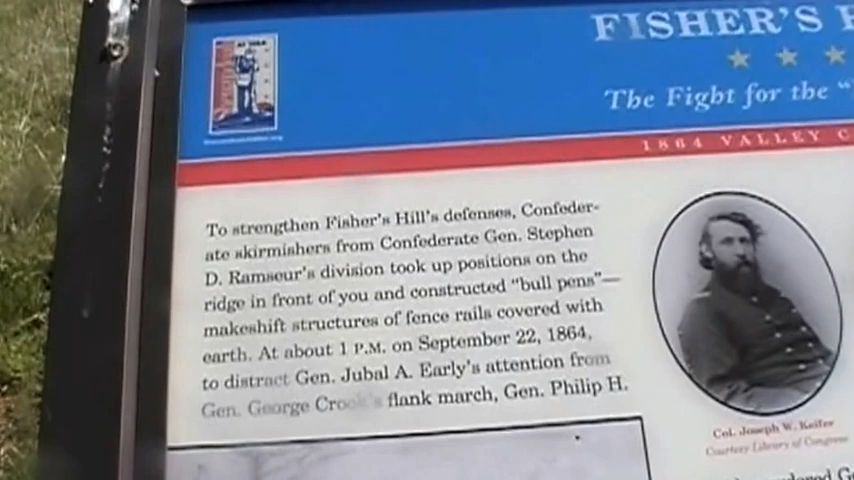 FISHER'S
The Fight for the "
1864 VALLEY C
To strengthen Fisher's Hill's defenses, Confeder-
ate skirmishers from Confederate Gen. Stephen
D. Ramseur's division took up positions on the
ridge in front of you and constructed "bull pens"—
makeshift structures of fence rails covered with
earth. At about 1 P.M. on September 22, 1864,
to distract Gen. Jubal A. Early's attention from
Gen. George Crook's flank march, Gen. Philip H.
Col. Joseph W. Keifer
Courtesy Library of Congress